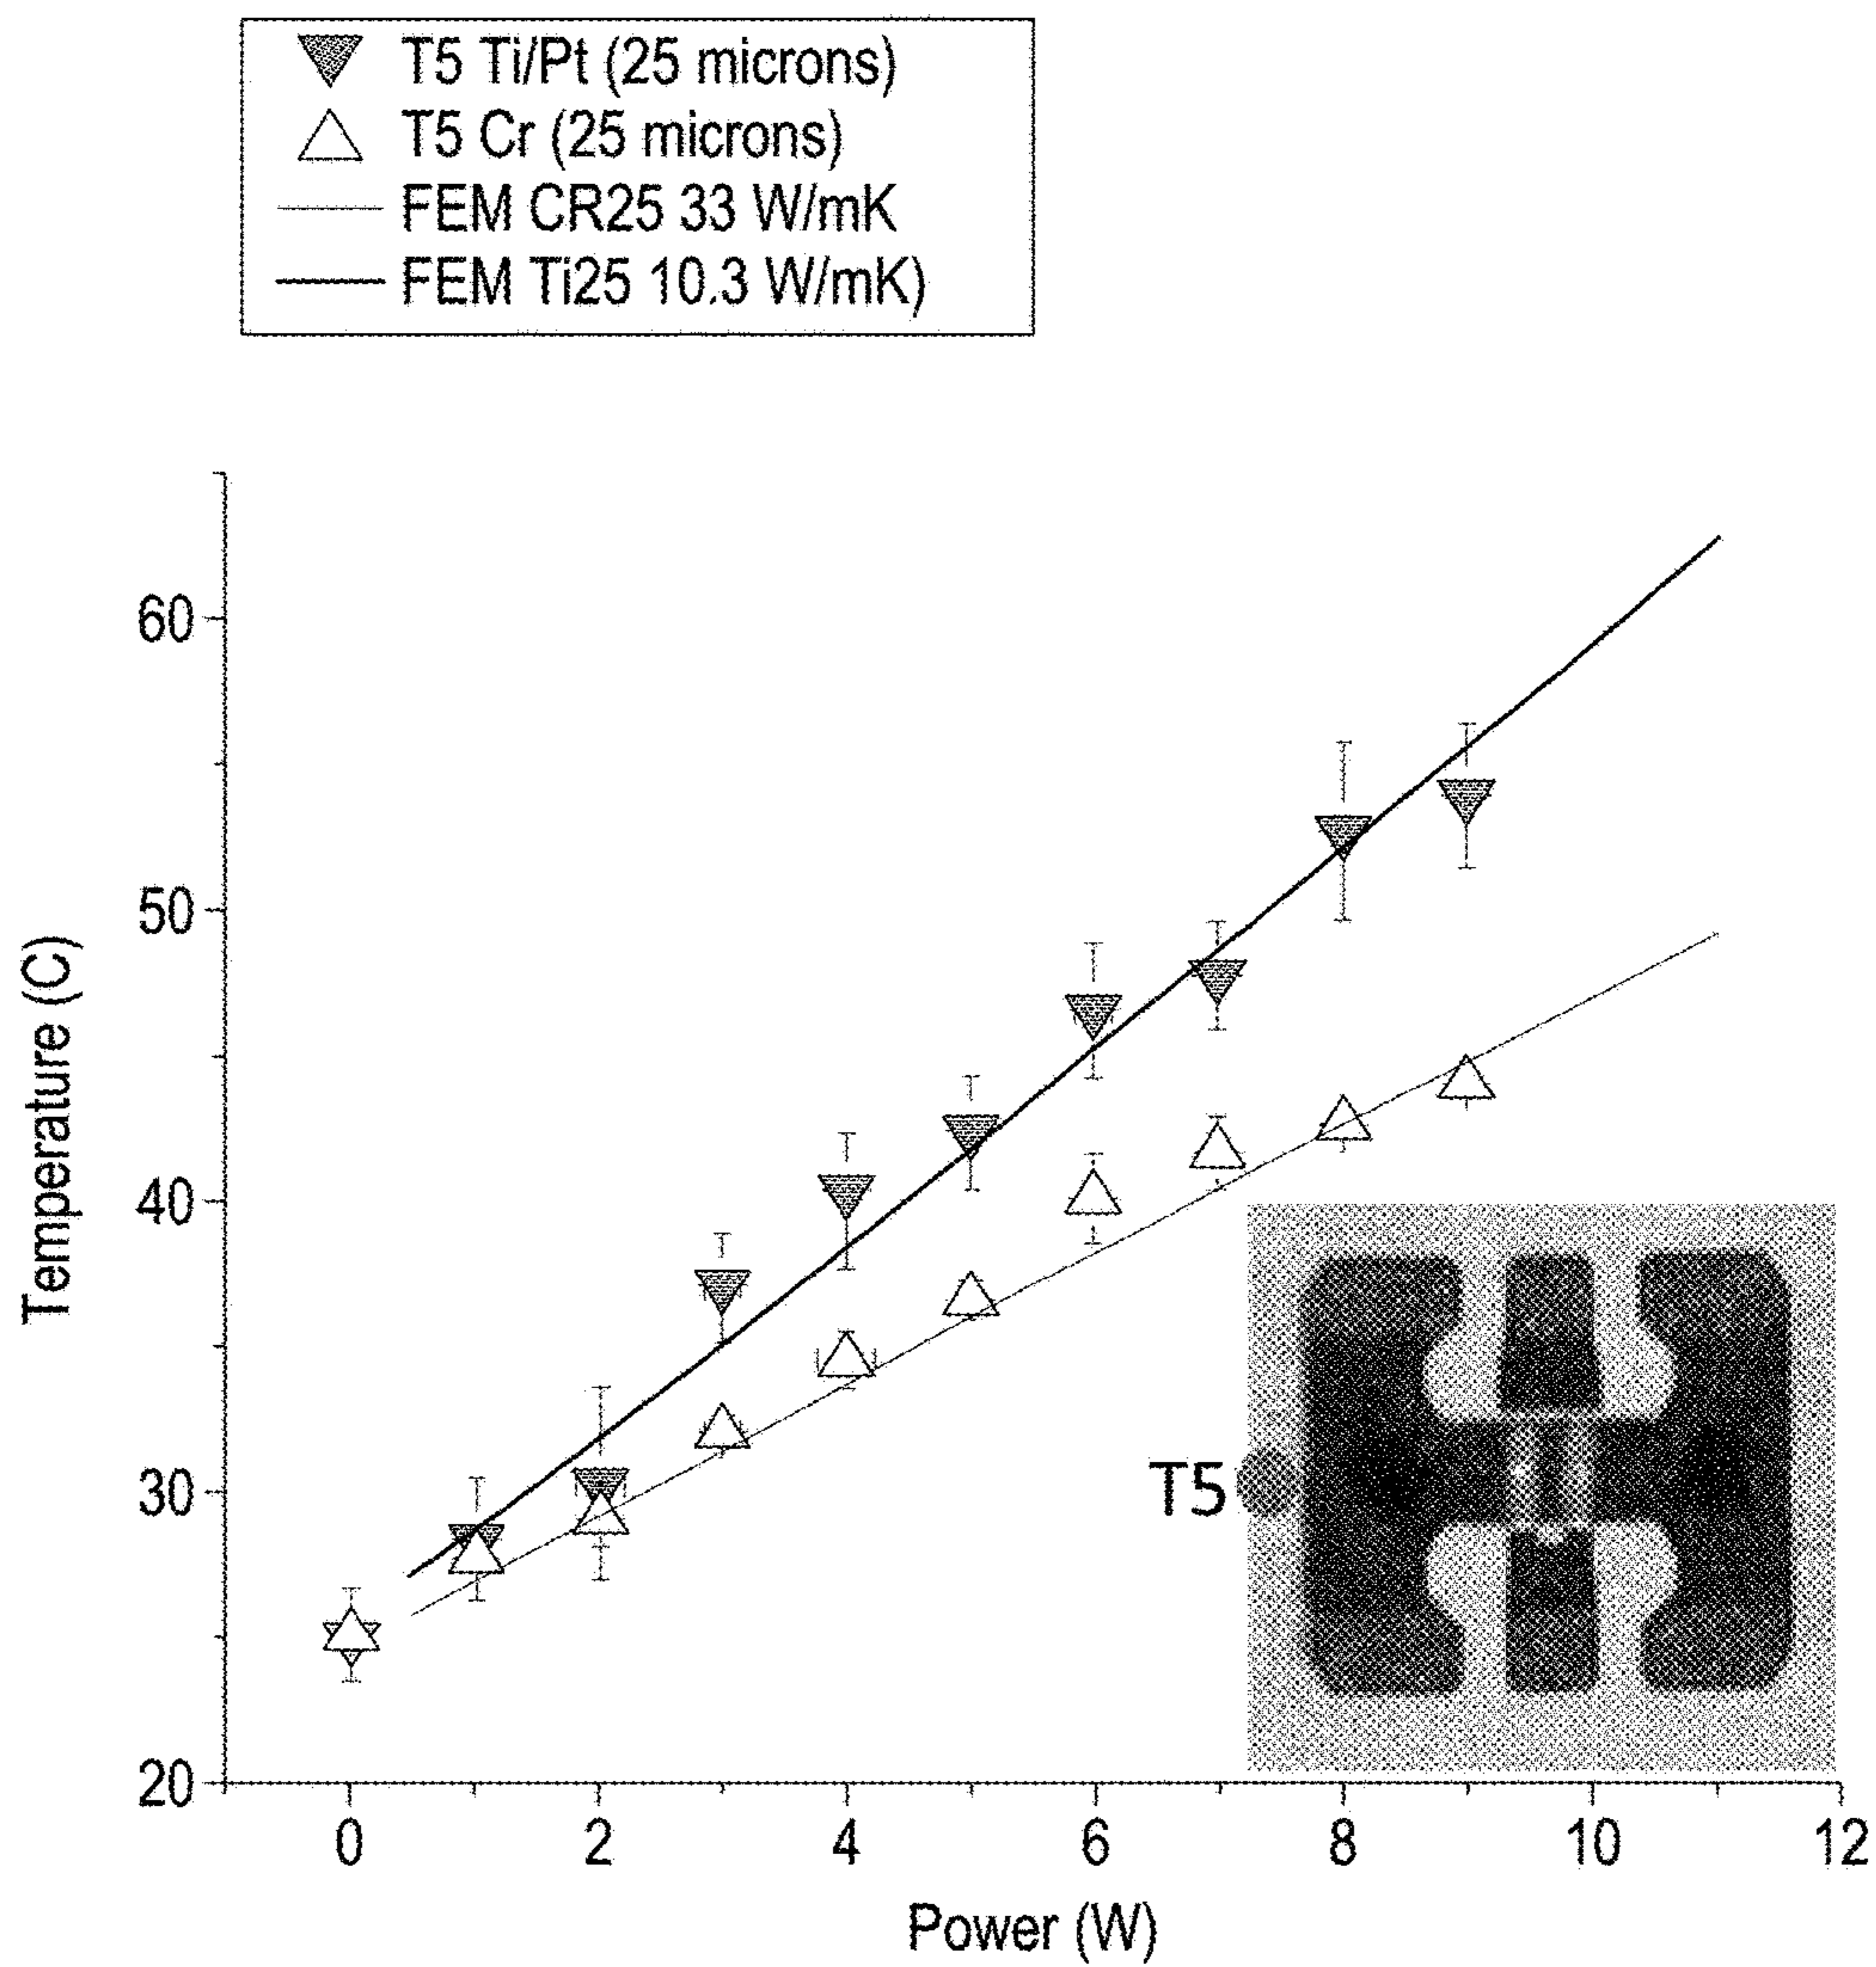 T5 Ti/Pt (25 microns)
T5 Cr (25 microns)
FEM CR25 33 W/mK
FEM Ti25 10.3 W/mK)
60
50
40
30
20
Temperature (C)
T5
0 2 4 6 8 10 12
Power (W)